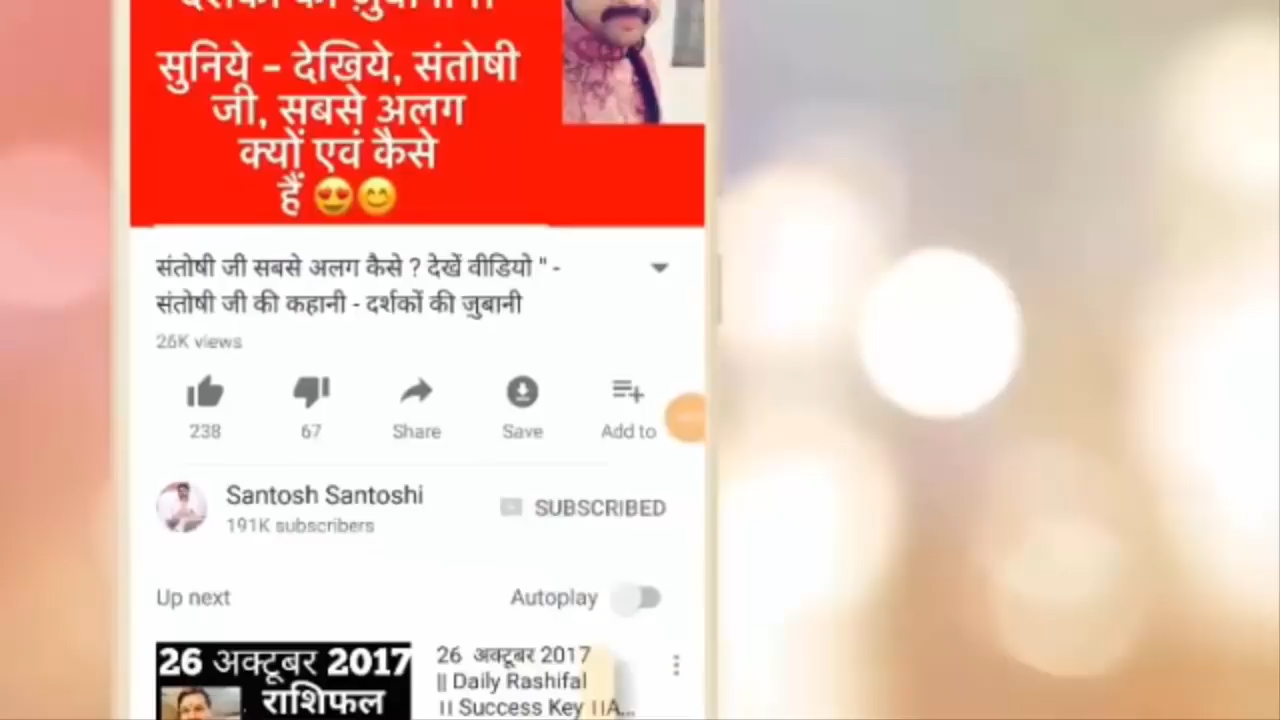 सुनिये - देखिये, संतोषी
जी, सबसे अलग
क्यों एवं कैसे
हैं 😍😊
संतोषी जी सबसे अलग कैसे ? देखें वीडियो " -
संतोषी जी की कहानी - दर्शकों की जुबानी
26K views
238
67
Share
Save
Add to
Santosh Santoshi
191K subscribers
SUBSCRIBED
Up next
Autoplay
26 अक्टूबर 2017
राशिफल
26 अक्टूबर 2017
|| Daily Rashifal
।। Success Key ।।A...